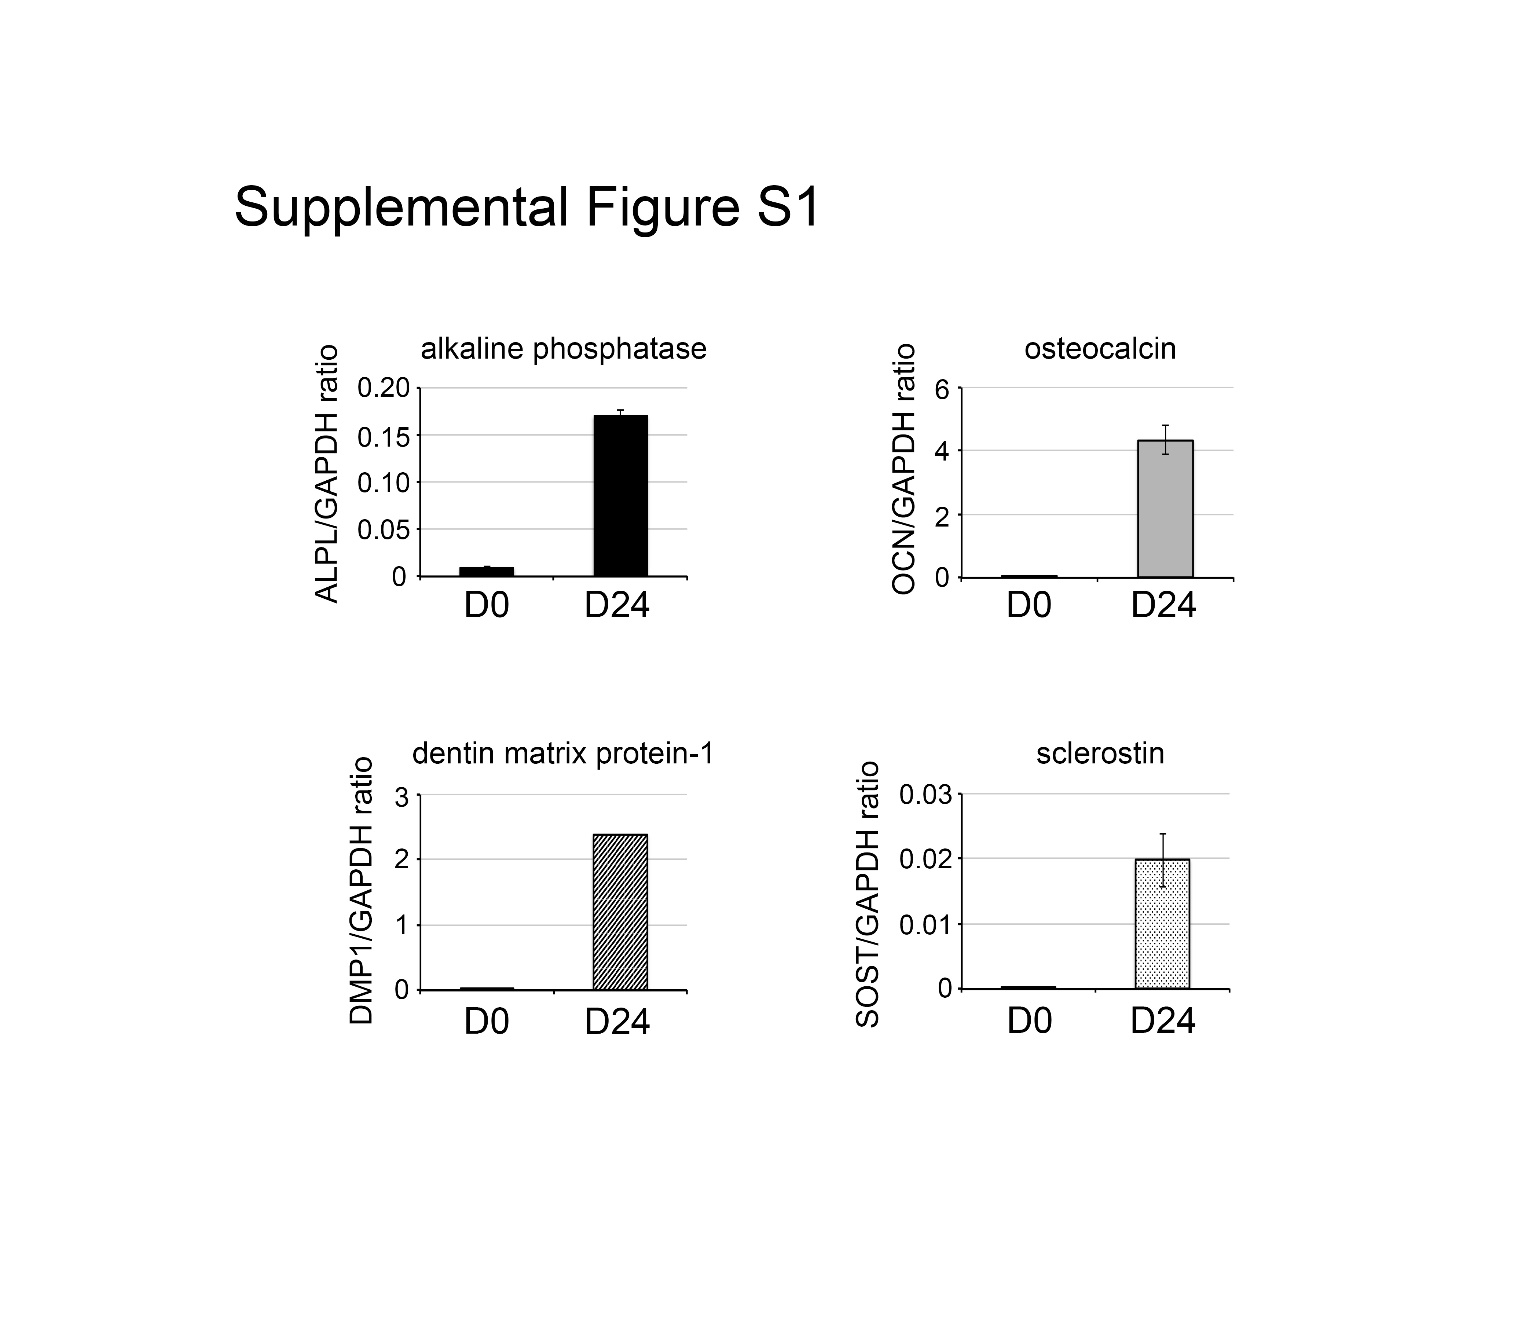 Supplemental Figure S1
alkaline phosphatase
ALPL/GAPDH ratio
0.20
0.15
0.10
0.05
0
D0 D24
osteocalcin
OCN/GAPDH ratio
6
4
2
0
D0 D24
dentin matrix protein-1
DMP1/GAPDH ratio
3
2
1
0
D0 D24
sclerostin
SOST/GAPDH ratio
0.03
0.02
0.01
0
D0 D24